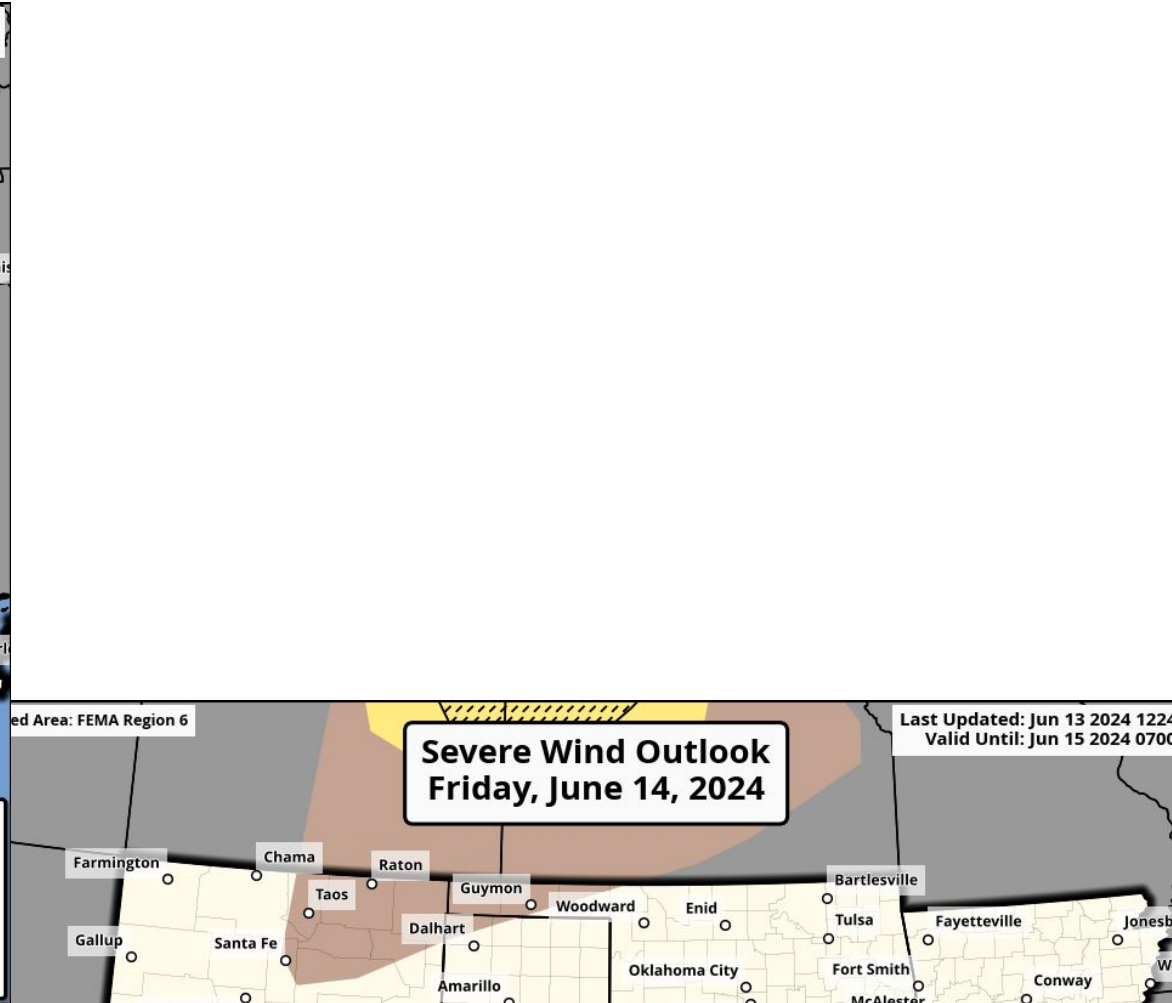 ed Area: FEMA Region 6
Last Updated: Jun 13 2024 1224
Valid Until: Jun 15 2024 0700
Severe Wind Outlook
Friday, June 14, 2024
Farmington
Chama
Raton
Taos
Guymon
Woodward
Enid
Bartlesville
Tulsa
Fayetteville
Jonesb
Gallup
Santa Fe
Dalhart
Amarillo
Oklahoma City
Fort Smith
McAlester
Conway
W